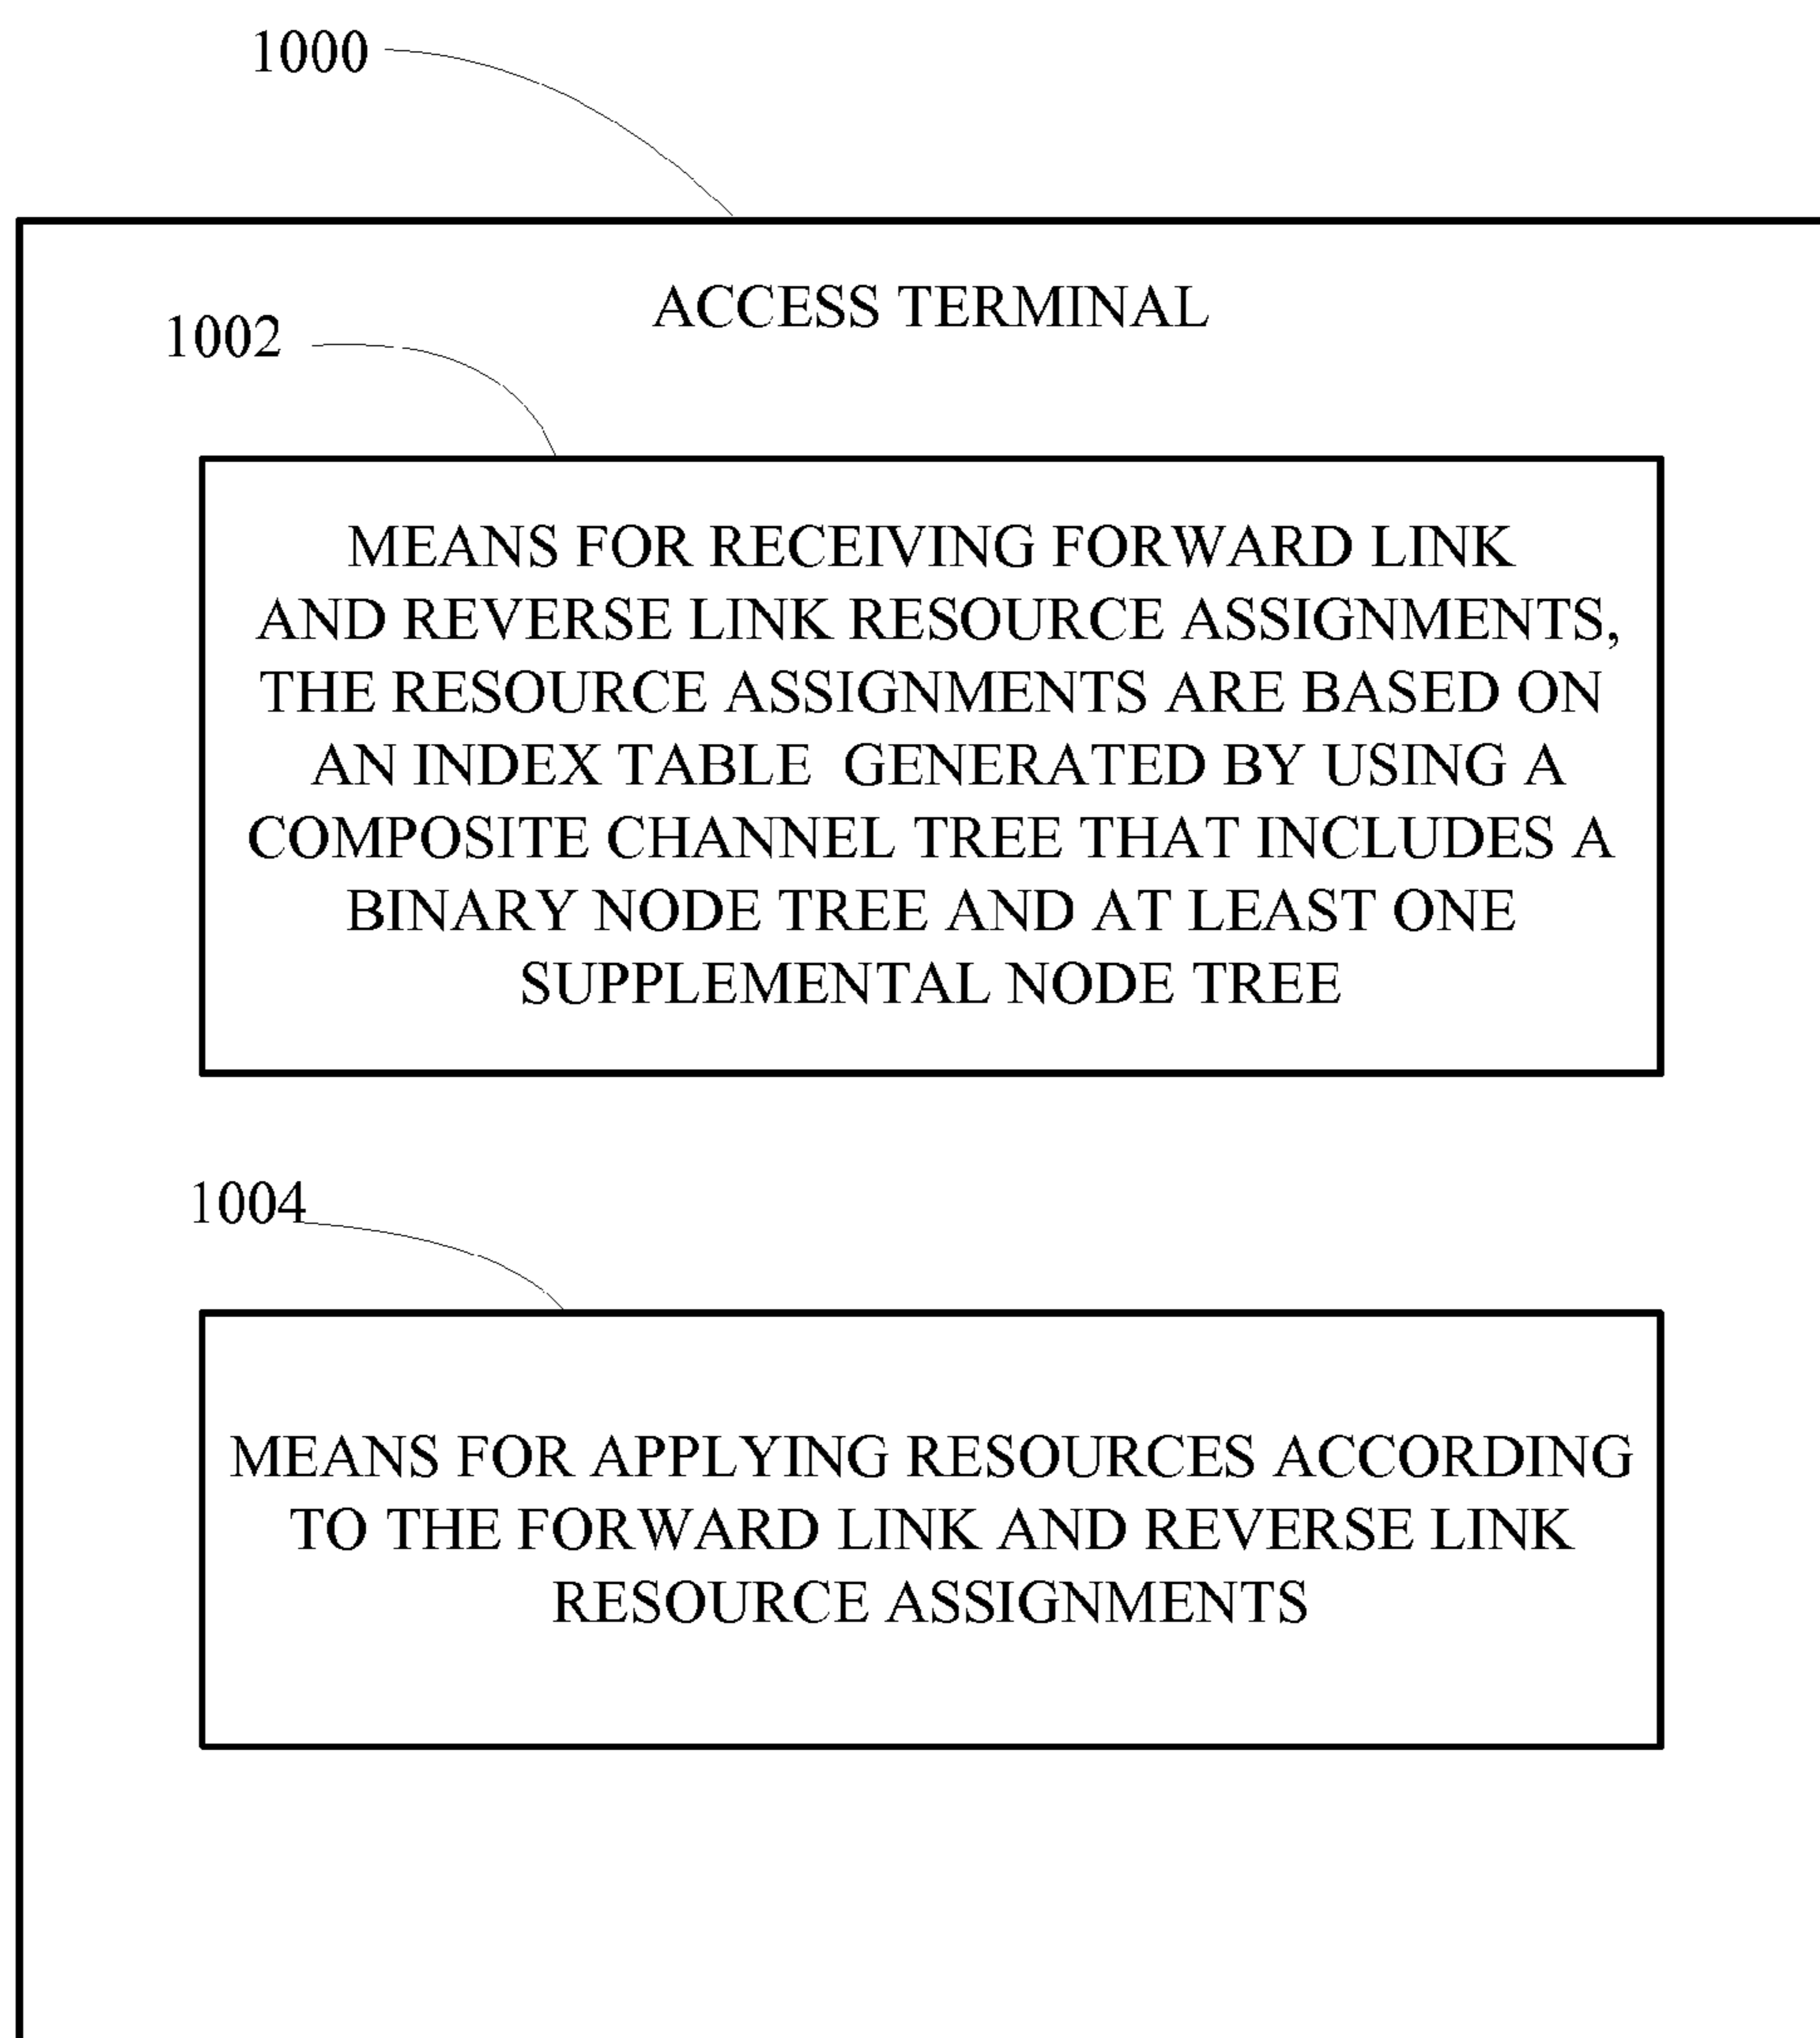 1000
ACCESS TERMINAL
1002
MEANS FOR RECEIVING FORWARD LINK
AND REVERSE LINK RESOURCE ASSIGNMENTS,
THE RESOURCE ASSIGNMENTS ARE BASED ON
AN INDEX TABLE GENERATED BY USING A
COMPOSITE CHANNEL TREE THAT INCLUDES A
BINARY NODE TREE AND AT LEAST ONE
SUPPLEMENTAL NODE TREE
1004
MEANS FOR APPLYING RESOURCES ACCORDING
TO THE FORWARD LINK AND REVERSE LINK
RESOURCE ASSIGNMENTS